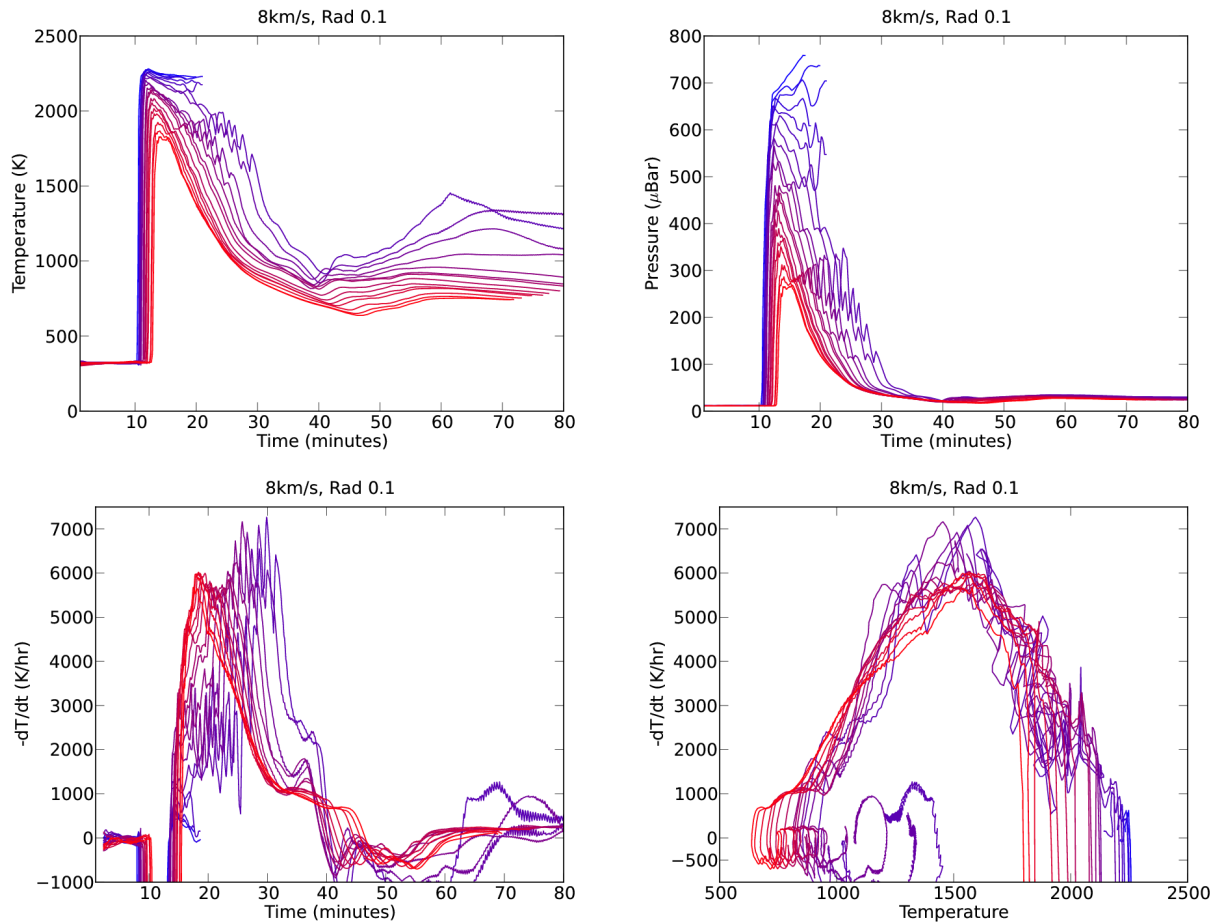 8km/s, Rad 0.1
2500
2000
1500
1000
500
0
Temperature (K)
10 20 30 40 50 60 70 80
Time (minutes)
8km/s, Rad 0.1
800
700
600
500
400
300
200
100
0
Pressure (μBar)
10 20 30 40 50 60 70 80
Time (minutes)
8km/s, Rad 0.1
7000
6000
5000
4000
3000
2000
1000
0
−1000
-dT/dt (K/hr)
10 20 30 40 50 60 70 80
Time (minutes)
8km/s, Rad 0.1
7000
6000
5000
4000
3000
2000
1000
0
−500
-dT/dt (K/hr)
500 1000 1500 2000 2500
Temperature